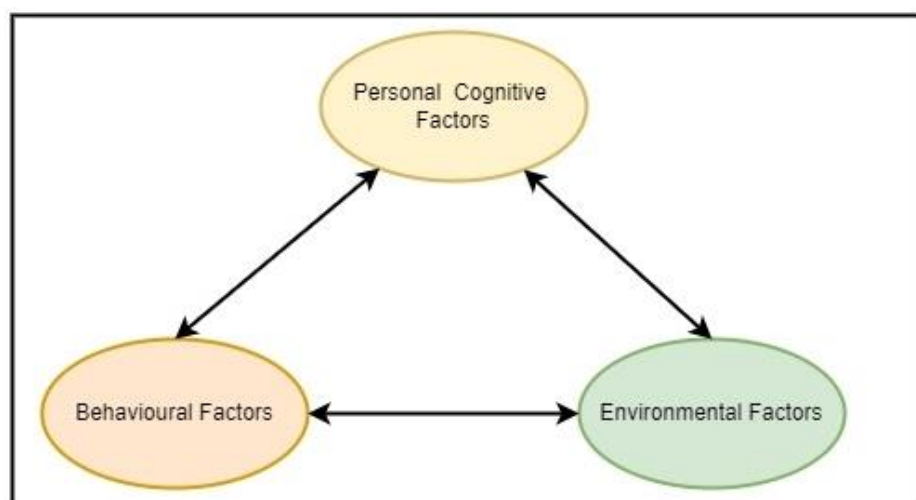 Personal Cognitive
Factors
Behavioural Factors
Environmental Factors